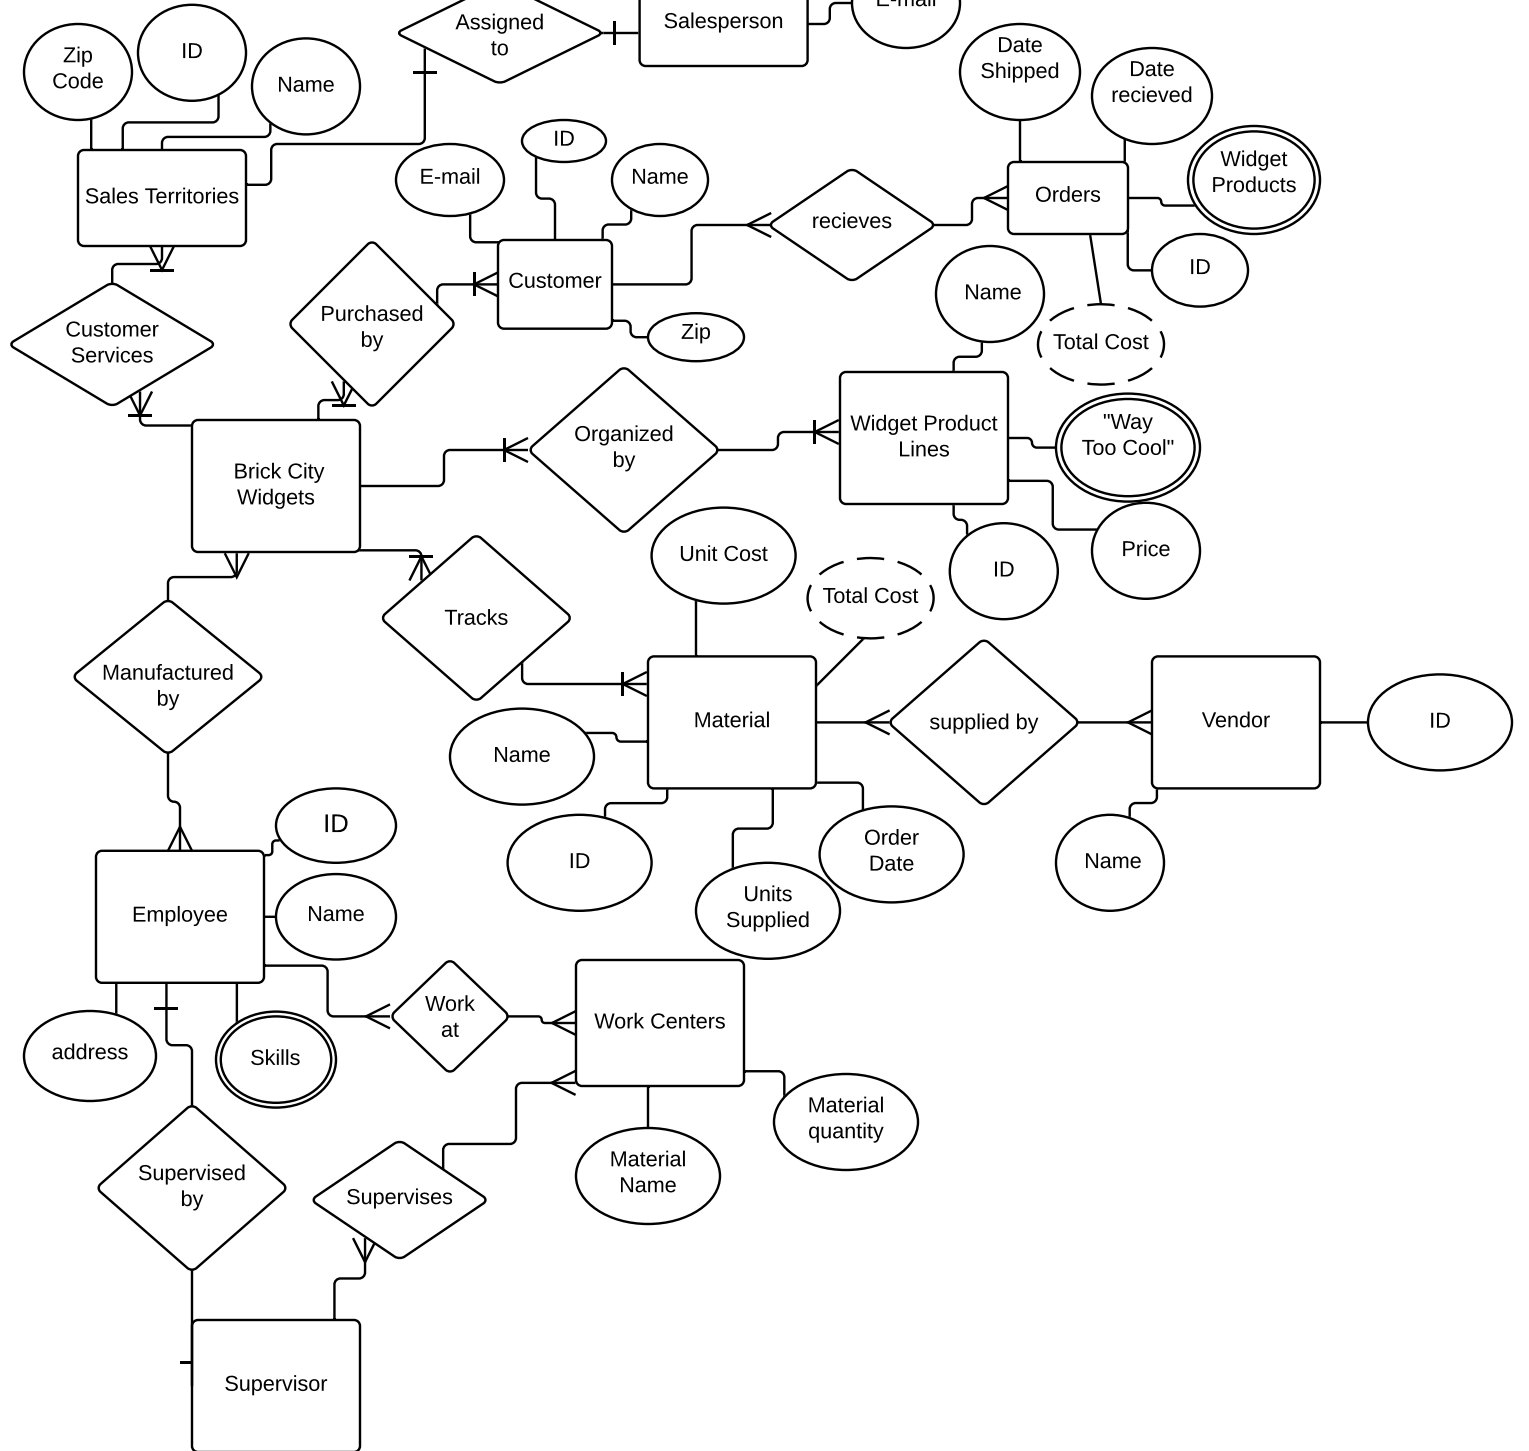 Assigned
to
Salesperson
E-mail
Zip
Code
ID
Name
Date
Shipped
Date
recieved
Widget
Products
Sales Territories
E-mail
ID
Name
recieves
Orders
ID
Customer
Name
Total Cost
Zip
Customer
Services
Purchased
by
Organized
by
Widget Product
Lines
"Way
Too Cool"
Brick City
Widgets
Unit Cost
Total Cost
ID
Price
Tracks
Manufactured
by
Material
supplied by
Vendor
ID
Name
ID
Units
Supplied
Order
Date
Name
ID
Name
Employee
address
Skills
Work
at
Work Centers
Material
Name
Material
quantity
Supervised
by
Supervises
Supervisor